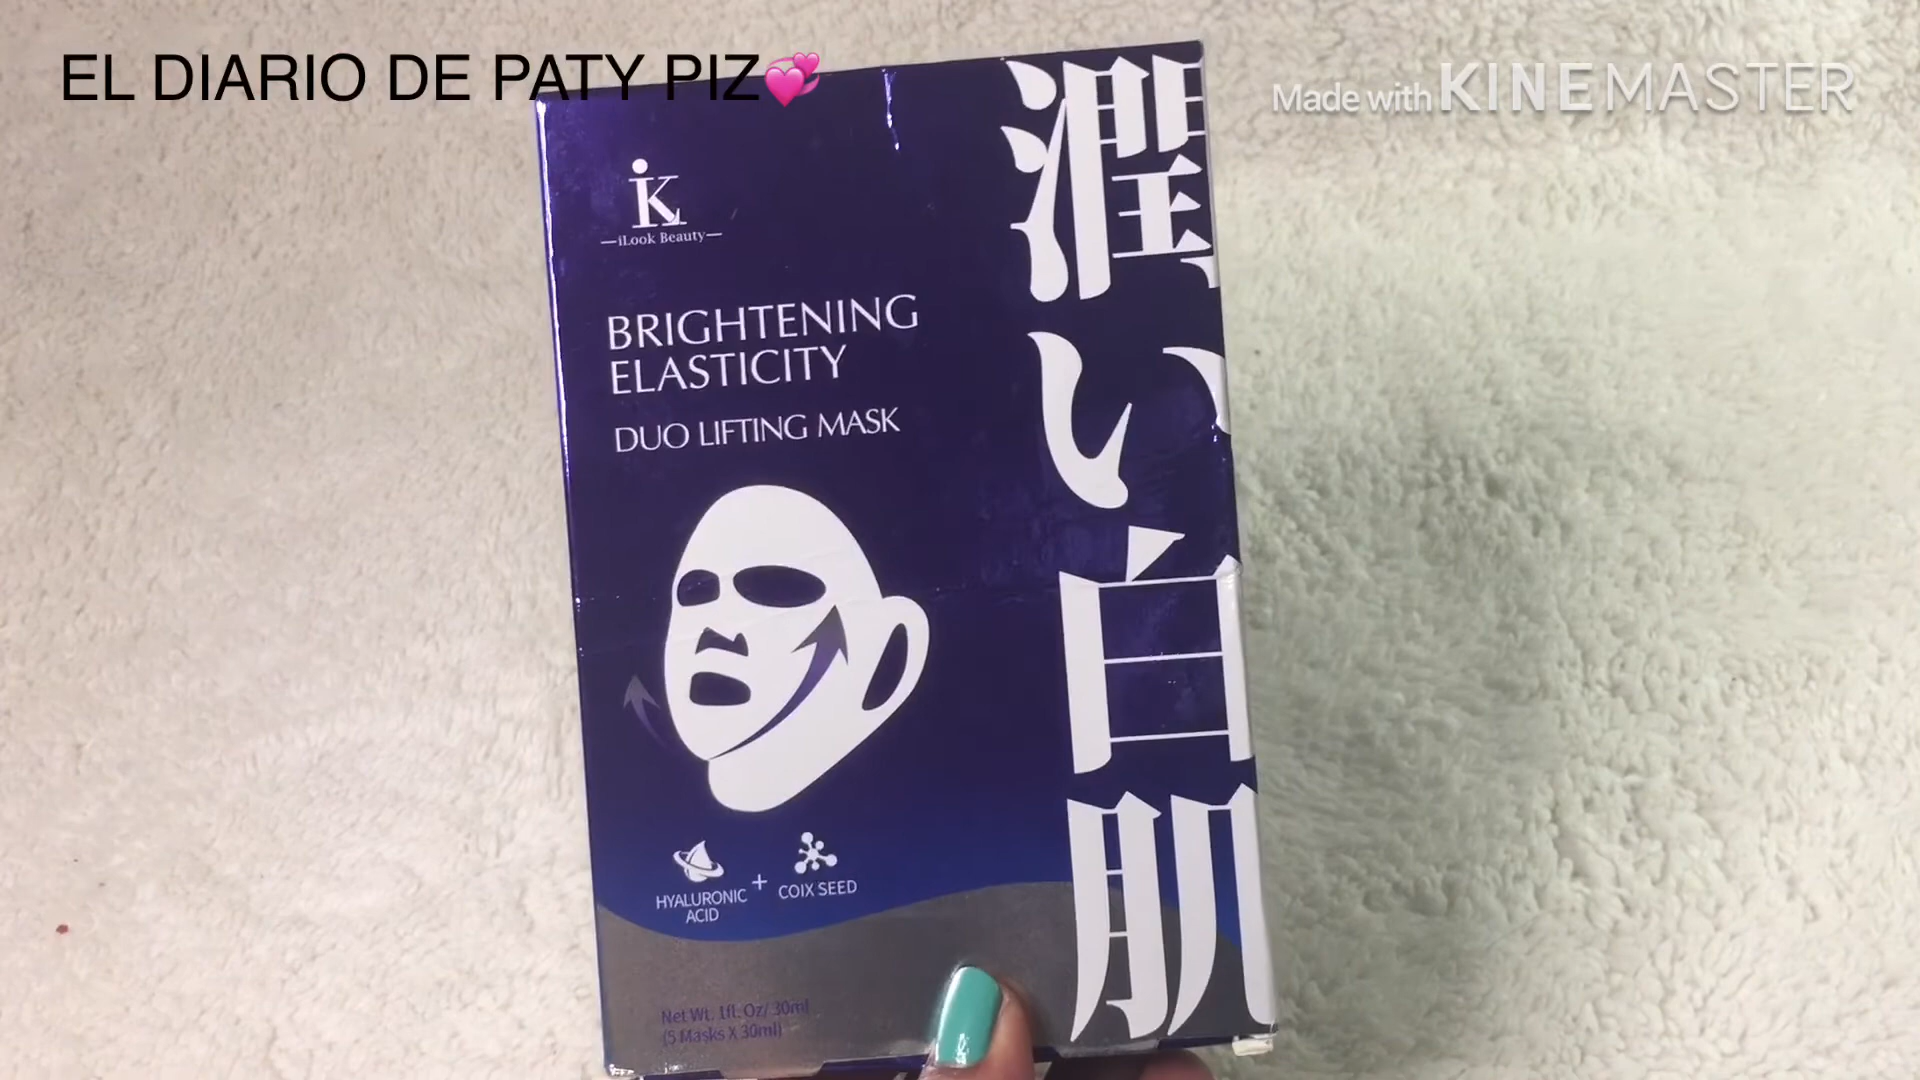 EL DIARIO DE PATY PIZ💞
Made with KINEMASTER
iK
iLook Beauty
BRIGHTENING
ELASTICITY
DUO LIFTING MASK
HYALURONIC
ACID
+
COIX SEED
Net Wt. 1fl. Oz/ 30ml
(5 Masks X 30ml)
潤い白肌